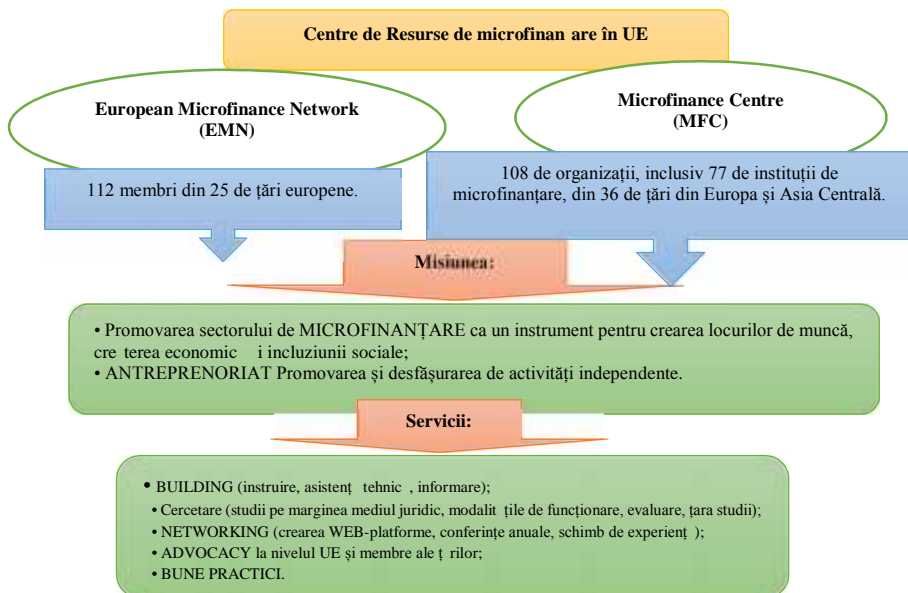 Centre de Resurse de microfinan are în UE
European Microfinance Network
(EMN)
Microfinance Centre
(MFC)
112 membri din 25 de țări europene.
108 de organizații, inclusiv 77 de instituții de
microfinanțare, din 36 de țări din Europa și Asia Centrală.
Misiunea:
• Promovarea sectorului de MICROFINANȚARE ca un instrument pentru crearea locurilor de muncă,
cre terea economic i incluziunii sociale;
• ANTREPRENORIAT Promovarea și desfășurarea de activități independente.
Servicii:
• BUILDING (instruire, asistenț tehnic , informare);
• Cercetare (studii pe marginea mediul juridic, modalit țile de funcționare, evaluare, țara studii);
• NETWORKING (crearea WEB-platforme, conferințe anuale, schimb de experienț );
• ADVOCACY la nivelul UE și membre ale ț rilor;
• BUNE PRACTICI.